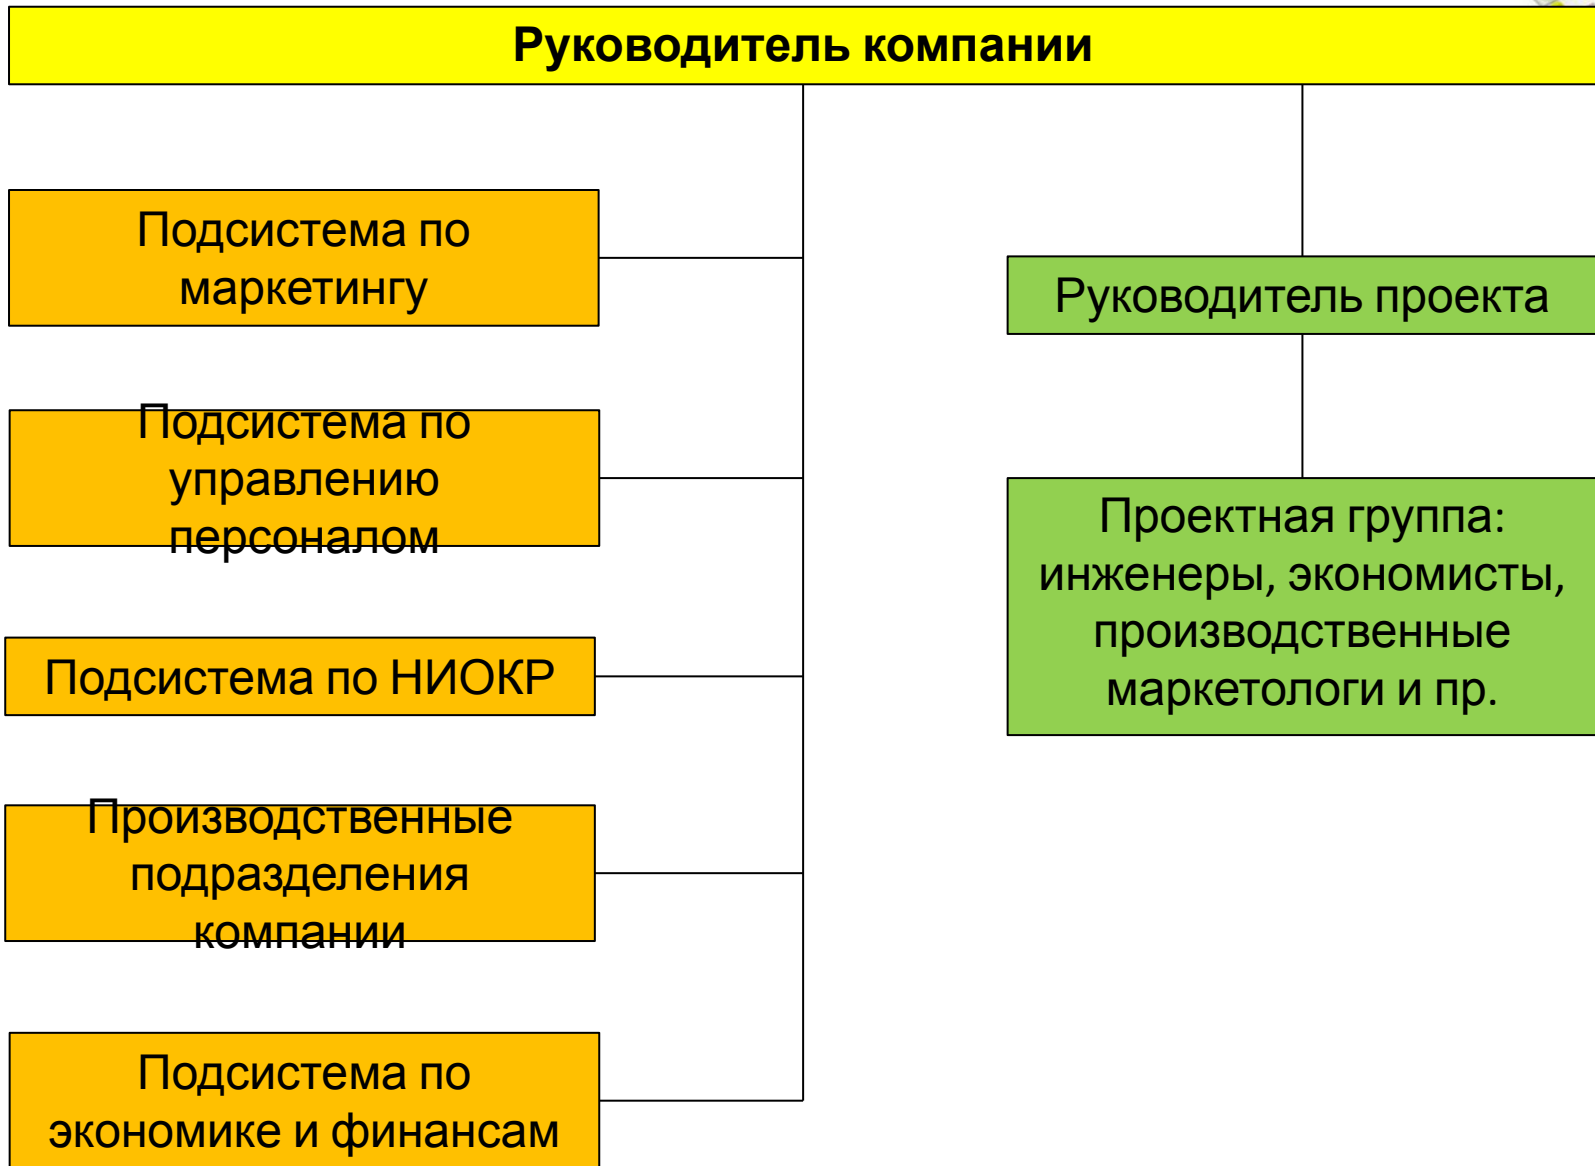 Руководитель компании
Подсистема по
маркетингу
Подсистема по
управлению
персоналом
Подсистема по НИОКР
Производственные
подразделения
компании
Подсистема по
экономике и финансам
Руководитель проекта
Проектная группа:
инженеры, экономисты,
производственные
маркетологи и пр.